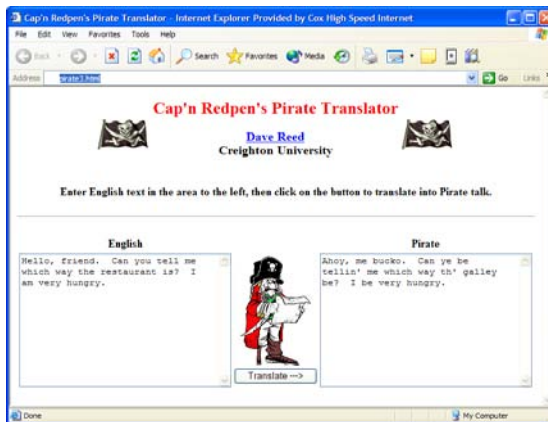 Cap'n Redpen's Pirate Translator - Internet Explorer Provided by Cox High Speed Internet
File Edit View Favorites Tools Help
Back Search Favorites Media
Address pirate3.html Go Links
Cap'n Redpen's Pirate Translator
Dave Reed
Creighton University
Enter English text in the area to the left, then click on the button to translate into Pirate talk.
English
Hello, friend. Can you tell me
which way the restaurant is? I
am very hungry.
Translate --->
Pirate
Ahoy, me bucko. Can ye be
tellin' me which way th' galley
be? I be very hungry.
Done My Computer